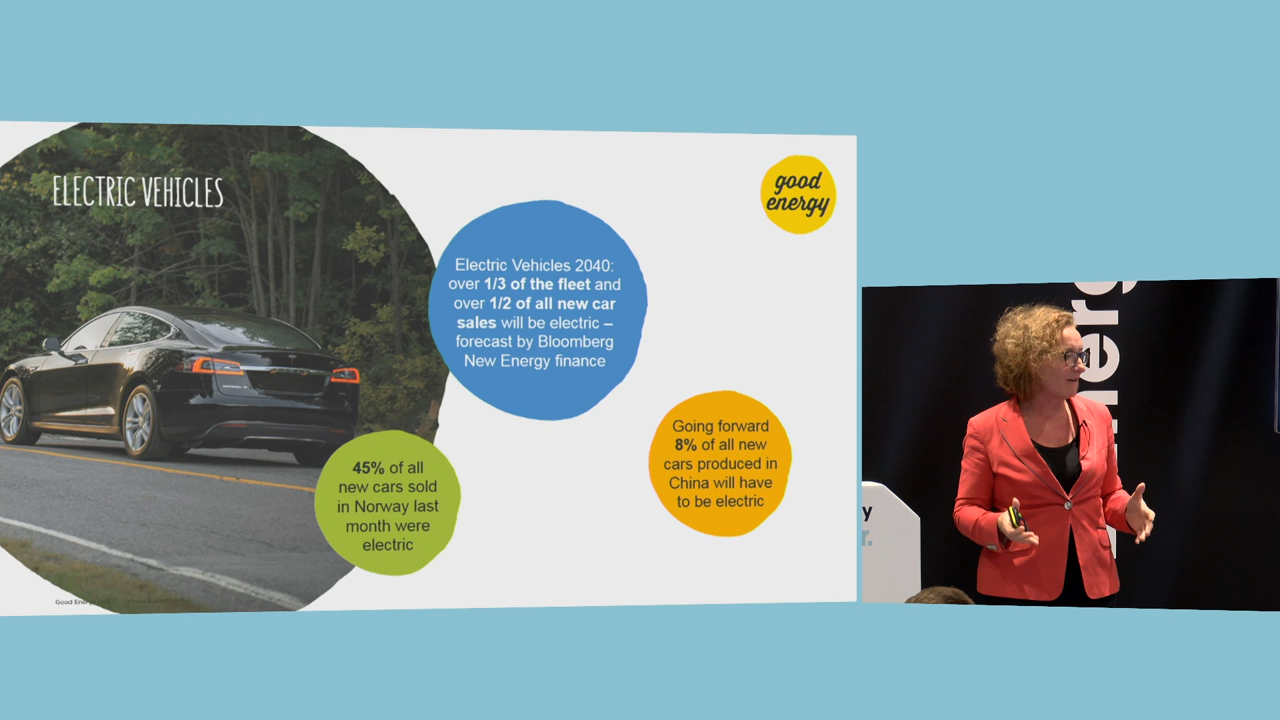 ELECTRIC VEHICLES
good
energy
Electric Vehicles 2040:
over 1/3 of the fleet and
over 1/2 of all new car
sales will be electric –
forecast by Bloomberg
New Energy finance
Going forward
8% of all new
cars produced in
China will have
to be electric
45% of all
new cars sold
in Norway last
month were
electric
Good
nerg
y
r.